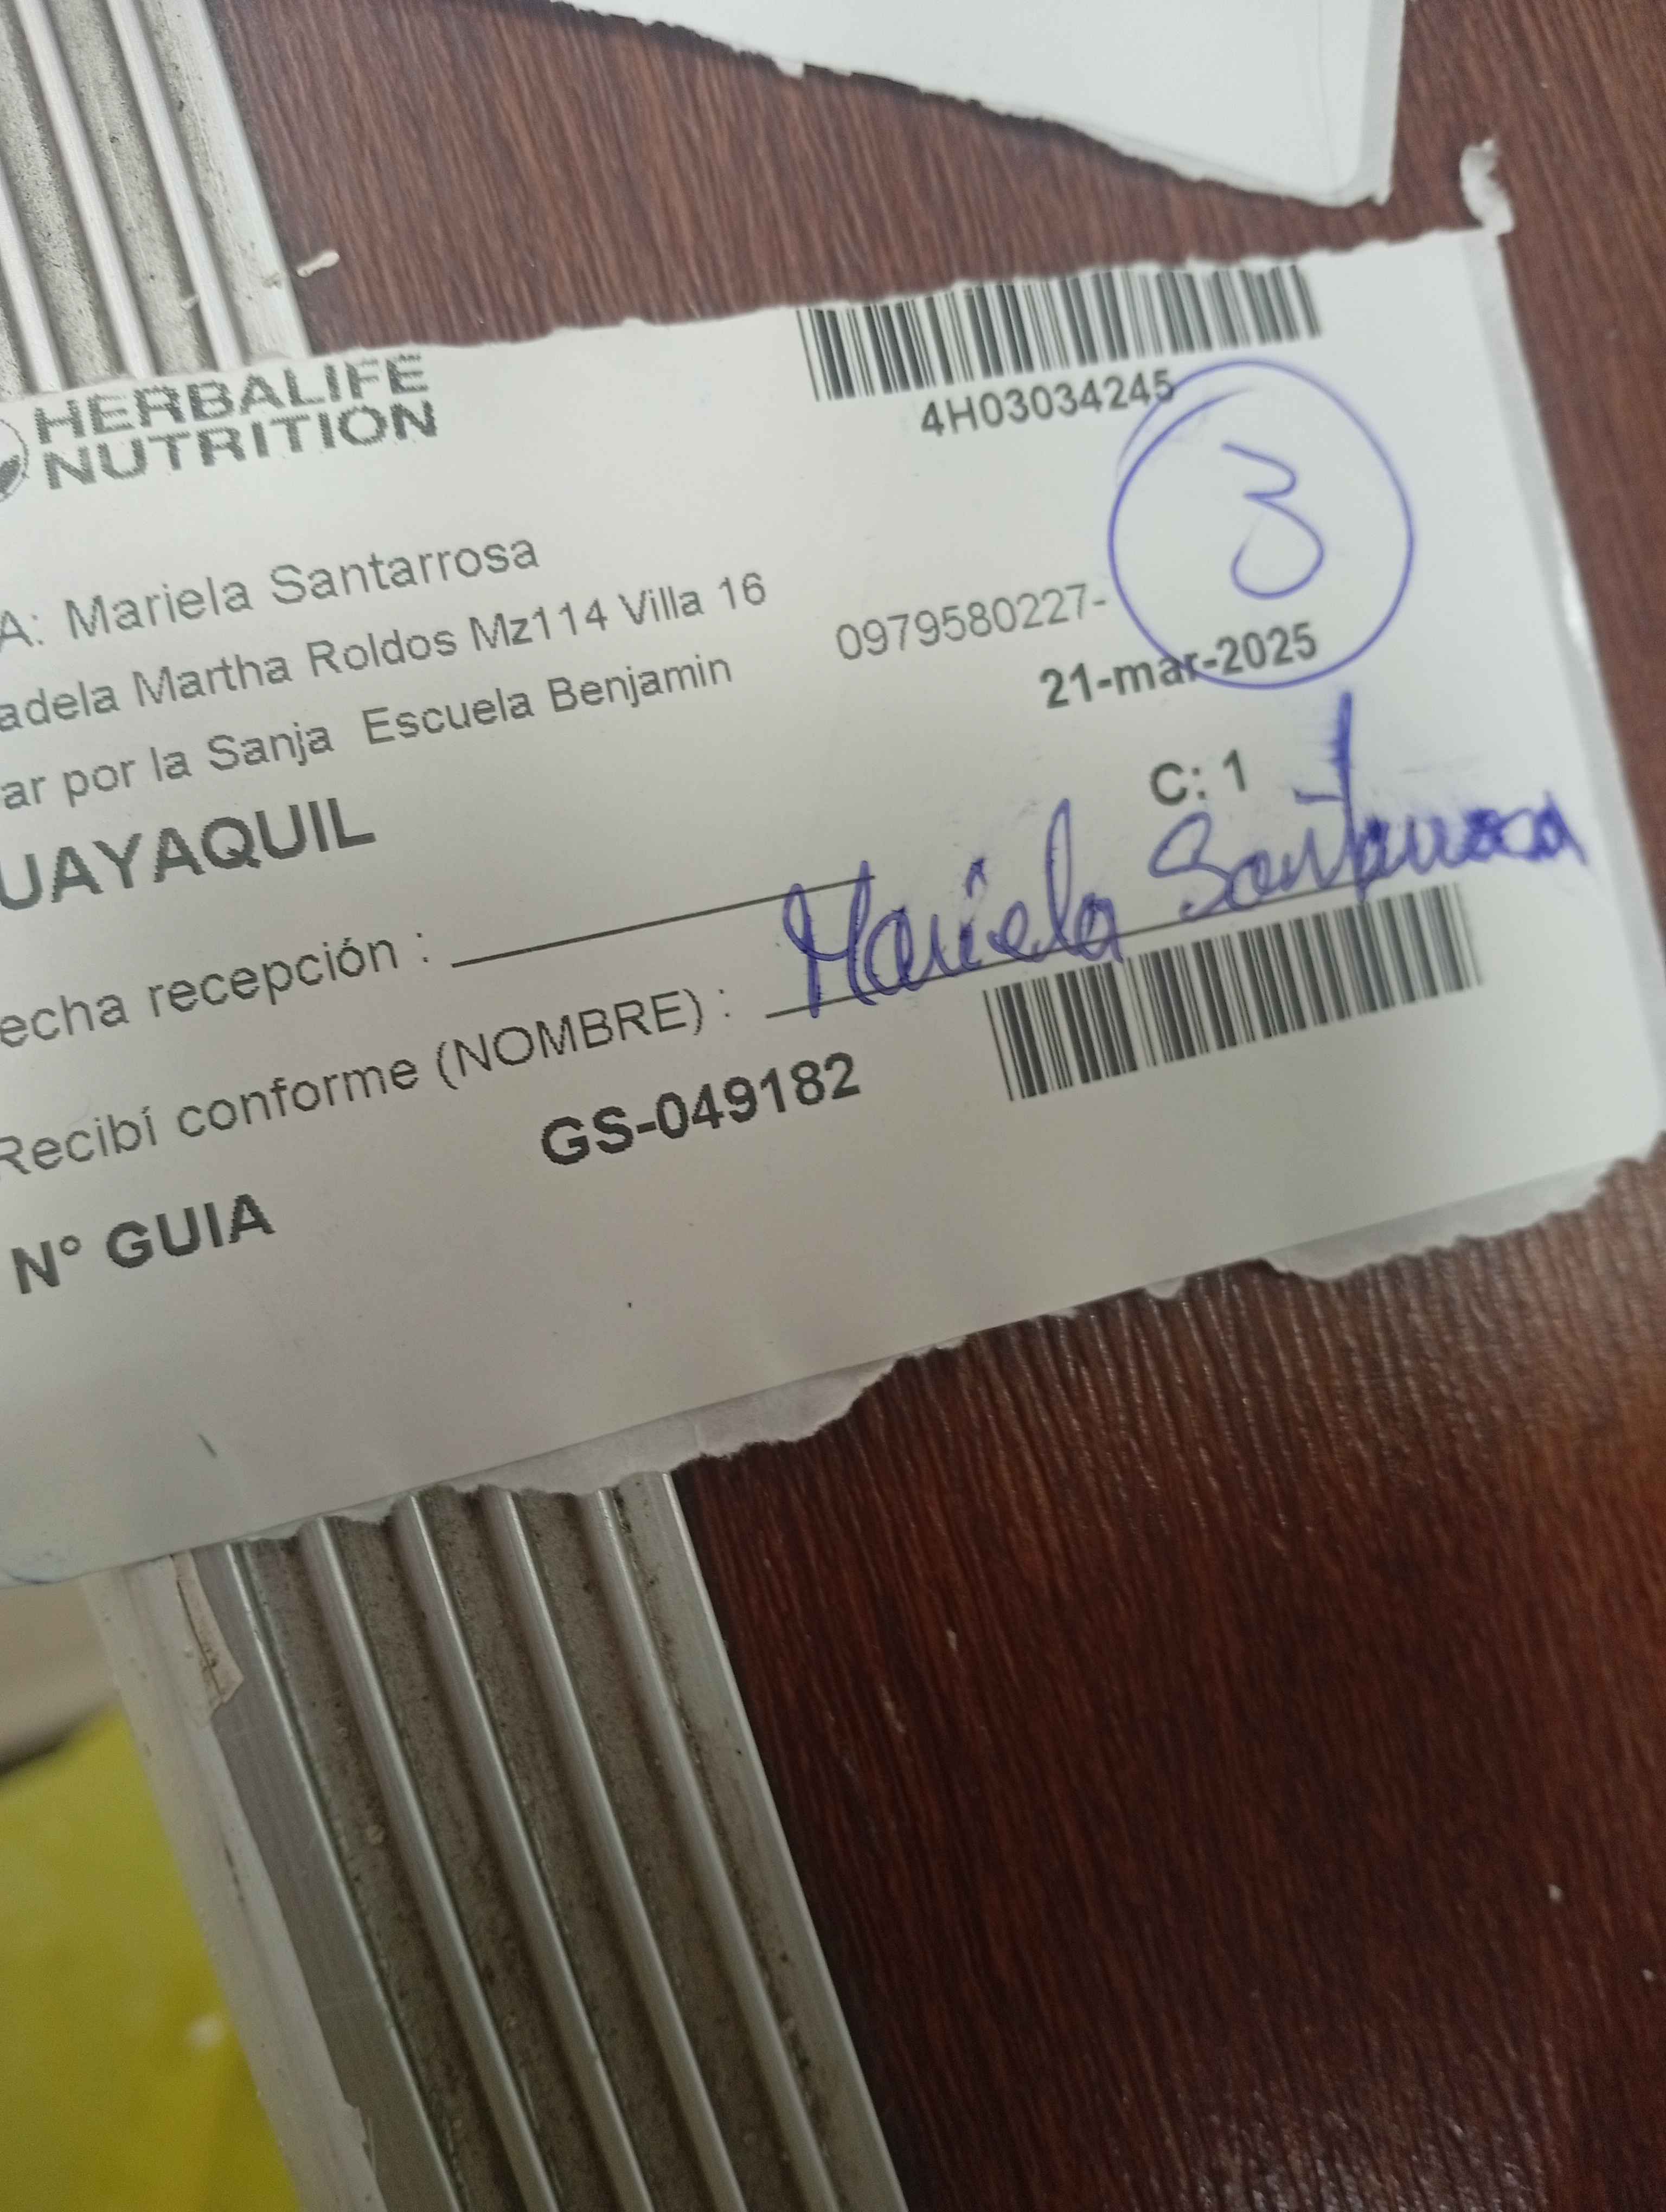 HERBALIFE
NUTRITION
4H03034245
3
A: Mariela Santarrosa
adela Martha Roldos Mz114 Villa 16
0979580227-
ar por la Sanja Escuela Benjamin
21-mar-2025
UAYAQUIL
C: 1
echa recepción :
Recibí conforme (NOMBRE) : Mariela Santarrosa
N° GUIA GS-049182